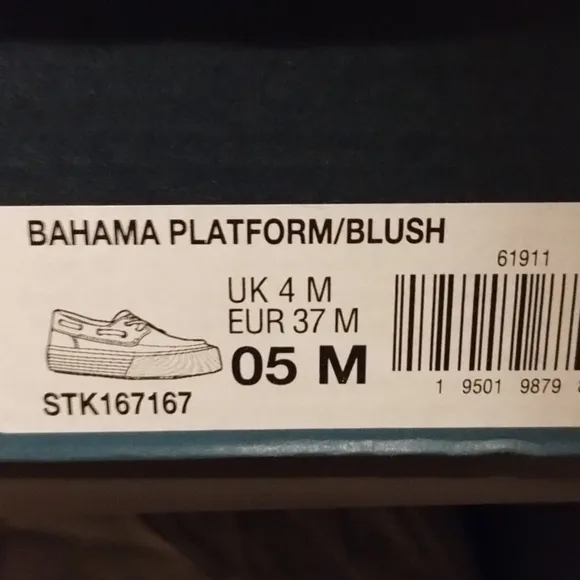 BAHAMA PLATFORM/BLUSH
61911
UK 4 M
EUR 37 M
05 M
STK167167
1 9501 9879